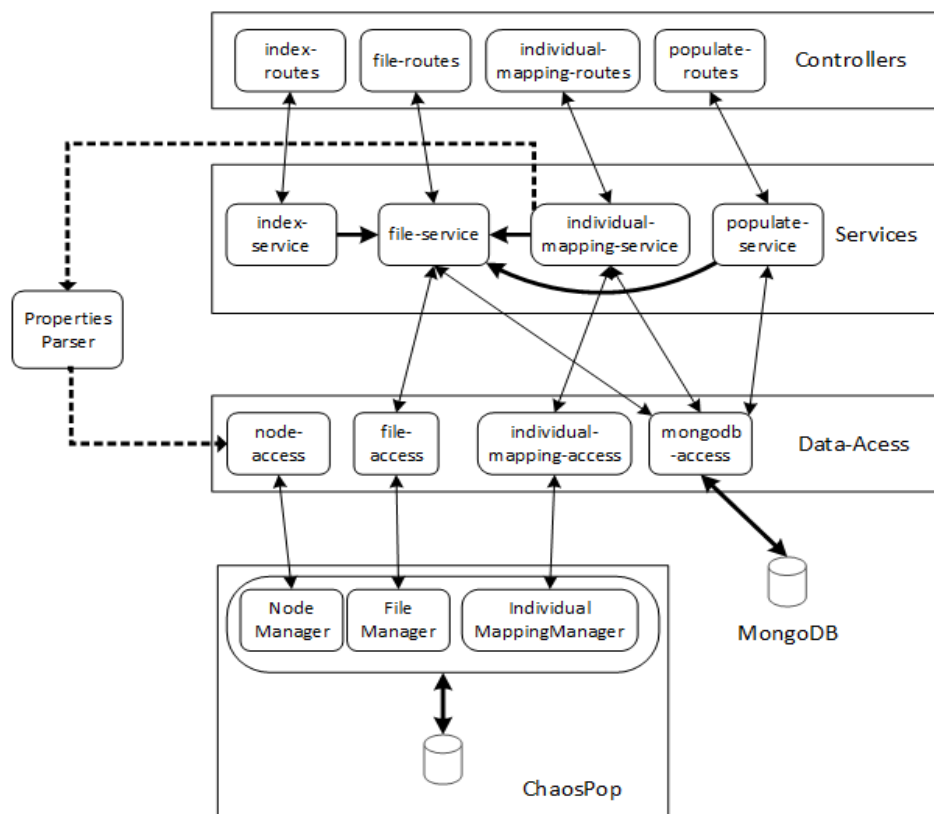 index-
routes
file-routes
individual-
mapping-routes
populate-
routes
Controllers
index-
service
file-service
individual-
mapping-service
populate-
service
Services
Properties
Parser
node-
access
file-
access
individual-
mapping-access
mongodb
-access
Data-Acess
Node
Manager
File
Manager
Individual
MappingManager
MongoDB
ChaosPop